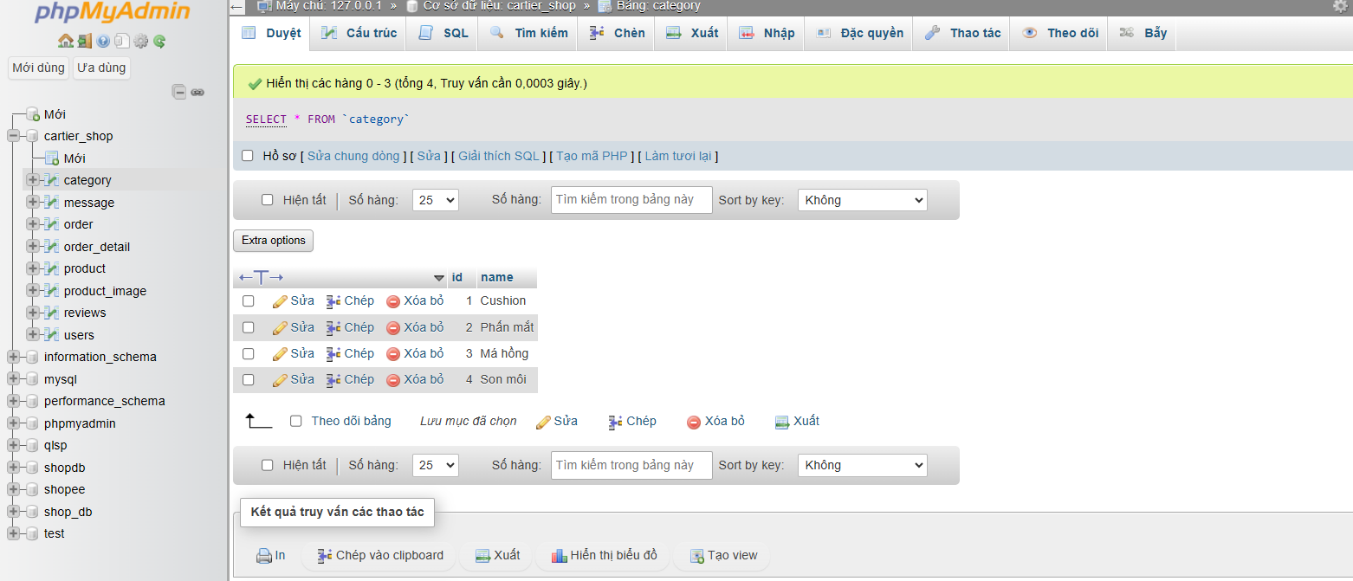 phpMyAdmin
Mới dùng Ưa dùng
Mới
cartier_shop
Mới
category
message
order
order_detail
product
product_image
reviews
users
information_schema
mysql
performance_schema
phpmyadmin
qlsp
shopdb
shopee
shop_db
test
Máy chủ: 127.0.0.1 » Cơ sở dữ liệu: cartier_shop » Bảng: category
Duyệt Cấu trúc SQL Tìm kiếm Chèn Xuất Nhập Đặc quyền Thao tác Theo dõi Bẫy
Hiển thị các hàng 0 - 3 (tổng 4, Truy vấn cần 0,0003 giây.)
SELECT * FROM `category`
Hồ sơ [ Sửa chung dòng ] [ Sửa ] [ Giải thích SQL ] [ Tạo mã PHP ] [ Làm tươi lại ]
Hiện tất Số hàng: 25 Số hàng: Tìm kiếm trong bảng này Sort by key: Không
Extra options
←T→ id name
Sửa Chép Xóa bỏ 1 Cushion
Sửa Chép Xóa bỏ 2 Phấn mắt
Sửa Chép Xóa bỏ 3 Má hồng
Sửa Chép Xóa bỏ 4 Son môi
Theo dõi bảng Lưu mục đã chọn Sửa Chép Xóa bỏ Xuất
Hiện tất Số hàng: 25 Số hàng: Tìm kiếm trong bảng này Sort by key: Không
Kết quả truy vấn các thao tác
In Chép vào clipboard Xuất Hiển thị biểu đồ Tạo view